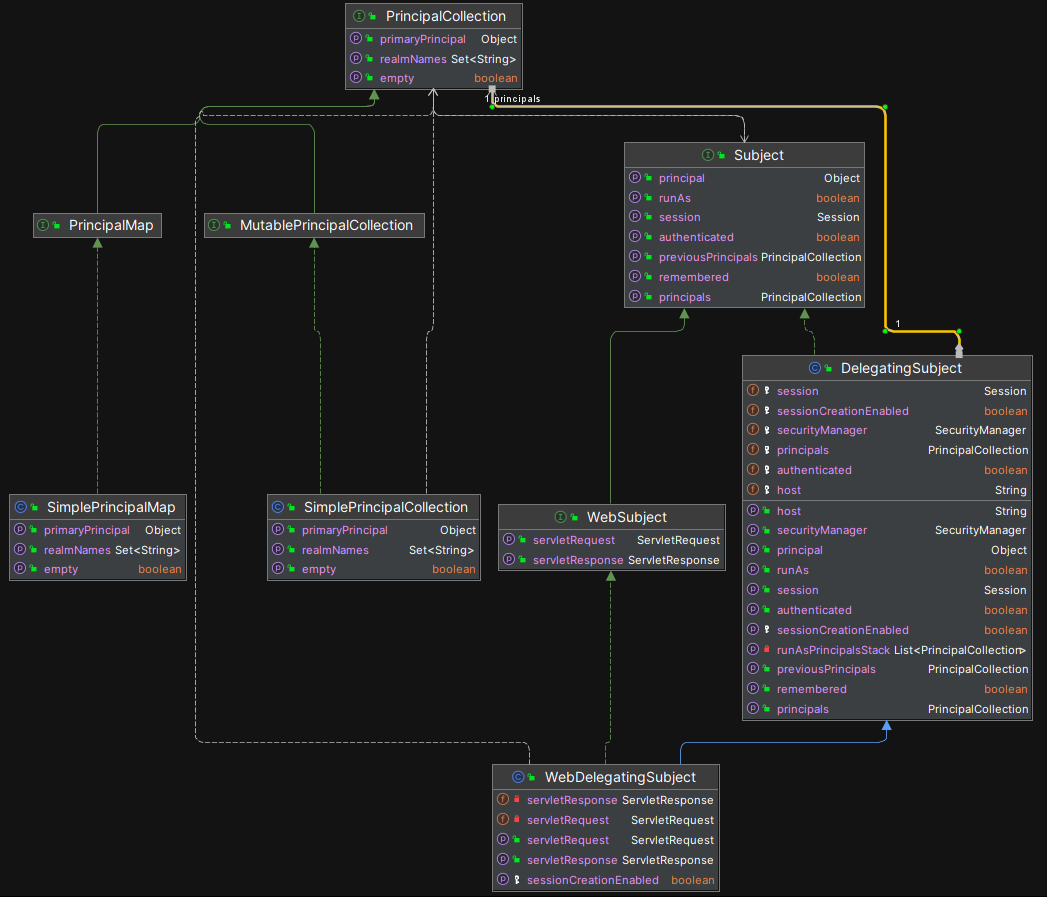 PrincipalCollection
primaryPrincipal Object
realmNames Set<String>
empty boolean
1 principals
Subject
principal Object
runAs boolean
session Session
authenticated boolean
previousPrincipals PrincipalCollection
remembered boolean
principals PrincipalCollection
PrincipalMap
MutablePrincipalCollection
1
DelegatingSubject
session Session
sessionCreationEnabled boolean
securityManager SecurityManager
principals PrincipalCollection
authenticated boolean
host String
host String
securityManager SecurityManager
principal Object
runAs boolean
session Session
authenticated boolean
sessionCreationEnabled boolean
runAsPrincipalsStack List<PrincipalCollection>
previousPrincipals PrincipalCollection
remembered boolean
principals PrincipalCollection
SimplePrincipalMap
primaryPrincipal Object
realmNames Set<String>
empty boolean
SimplePrincipalCollection
primaryPrincipal Object
realmNames Set<String>
empty boolean
WebSubject
servletRequest ServletRequest
servletResponse ServletResponse
WebDelegatingSubject
servletResponse ServletResponse
servletRequest ServletRequest
servletRequest ServletRequest
servletResponse ServletResponse
sessionCreationEnabled boolean